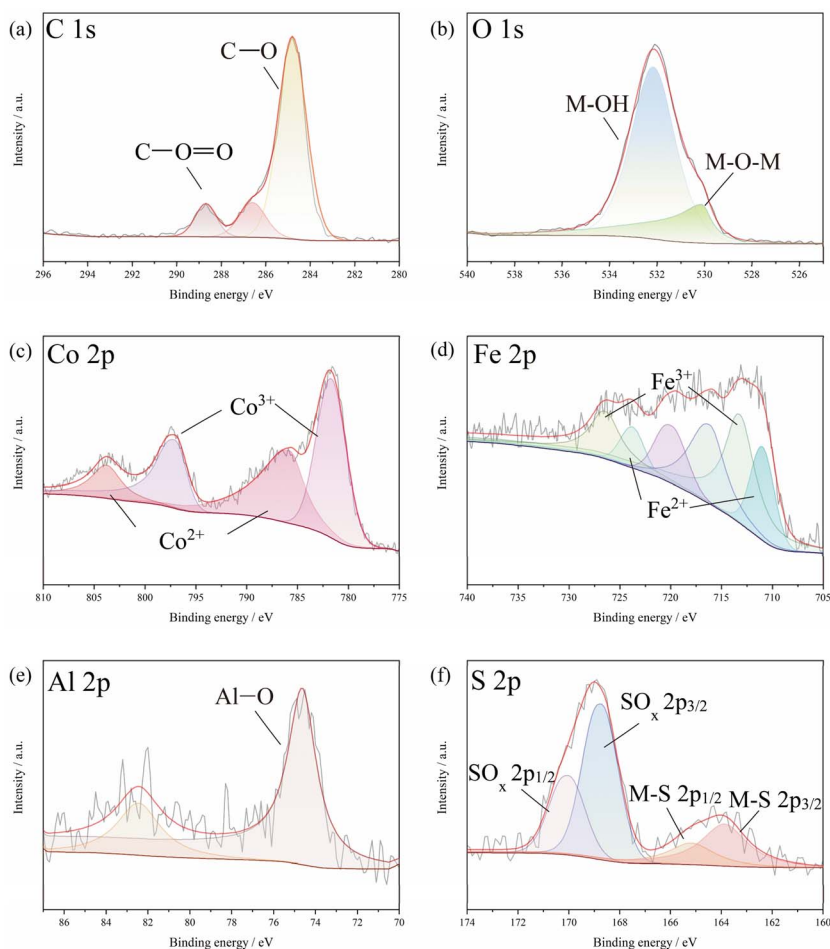 (a)
C 1s
C—O
C—O=O
Intensity / a.u.
296 294 292 290 288 286 284 282 280
Binding energy / eV
(b)
O 1s
M-OH
M-O-M
Intensity / a.u.
540 538 536 534 532 530 528 526
Binding energy / eV
(c)
Co 2p
Co3+
Co2+
Intensity / a.u.
810 805 800 795 790 785 780 775
Binding energy / eV
(d)
Fe 2p
Fe3+
Fe2+
Intensity / a.u.
740 735 730 725 720 715 710 705
Binding energy / eV
(e)
Al 2p
Al—O
Intensity / a.u.
86 84 82 80 78 76 74 72 70
Binding energy / eV
(f)
S 2p
SOx 2p3/2
SOx 2p1/2
M-S 2p1/2
M-S 2p3/2
Intensity / a.u.
174 172 170 168 166 164 162 160
Binding energy / eV